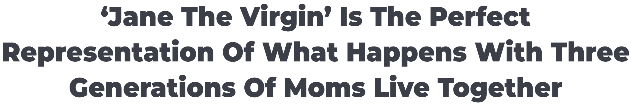 ‘Jane The Virgin’ Is The Perfect
Representation Of What Happens With Three
Generations Of Moms Live Together